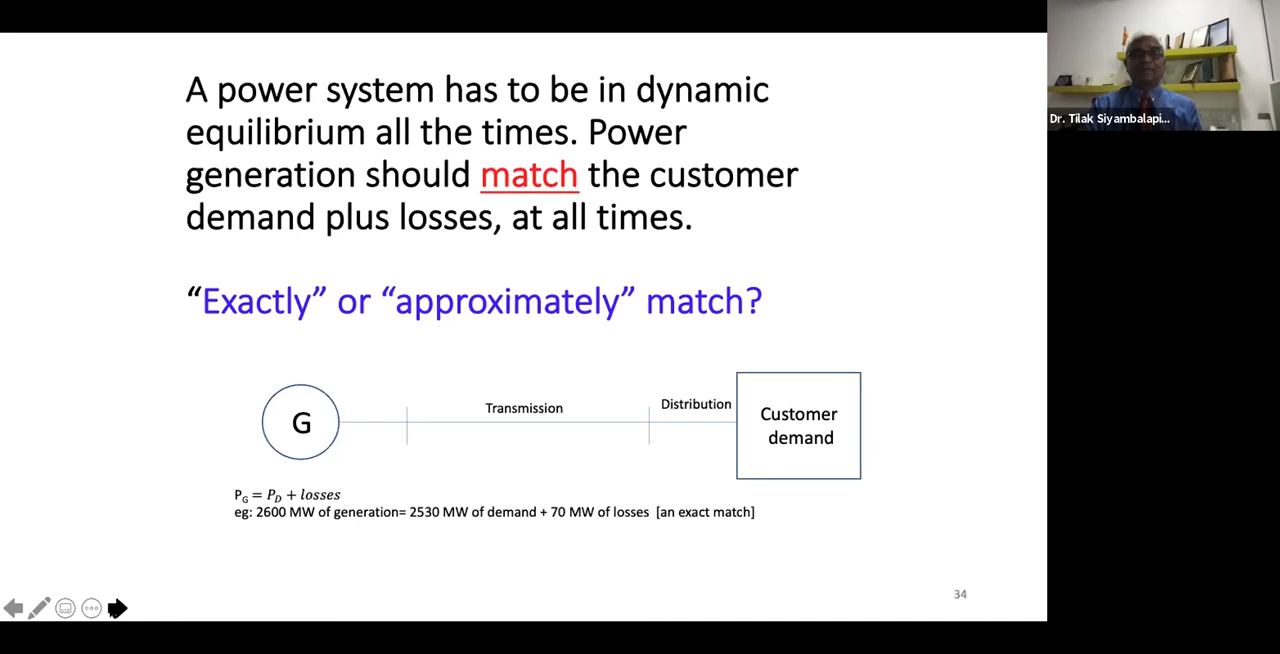 A power system has to be in dynamic
equilibrium all the times. Power
generation should match the customer
demand plus losses, at all times.
“Exactly” or “approximately” match?
G
Transmission
Distribution
Customer
demand
PG = PD + losses
eg: 2600 MW of generation= 2530 MW of demand + 70 MW of losses [an exact match]
34
Dr. Tilak Siyambalapi...